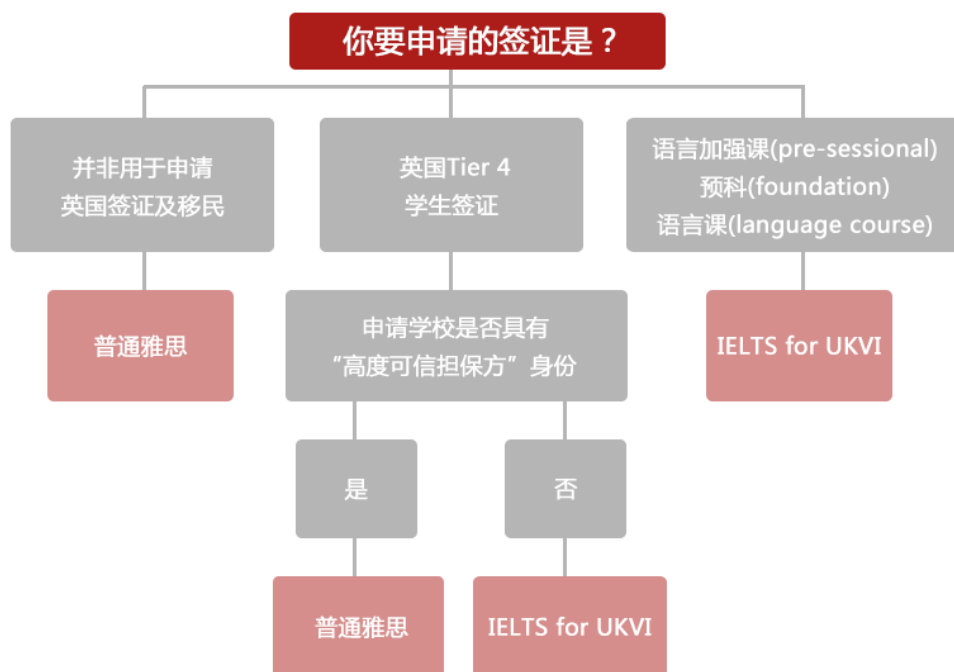 你要申请的签证是？
并非用于申请
英国签证及移民
英国Tier 4
学生签证
语言加强课(pre-sessional)
预科(foundation)
语言课(language course)
普通雅思
申请学校是否具有
“高度可信担保方”身份
IELTS for UKVI
是
否
普通雅思
IELTS for UKVI